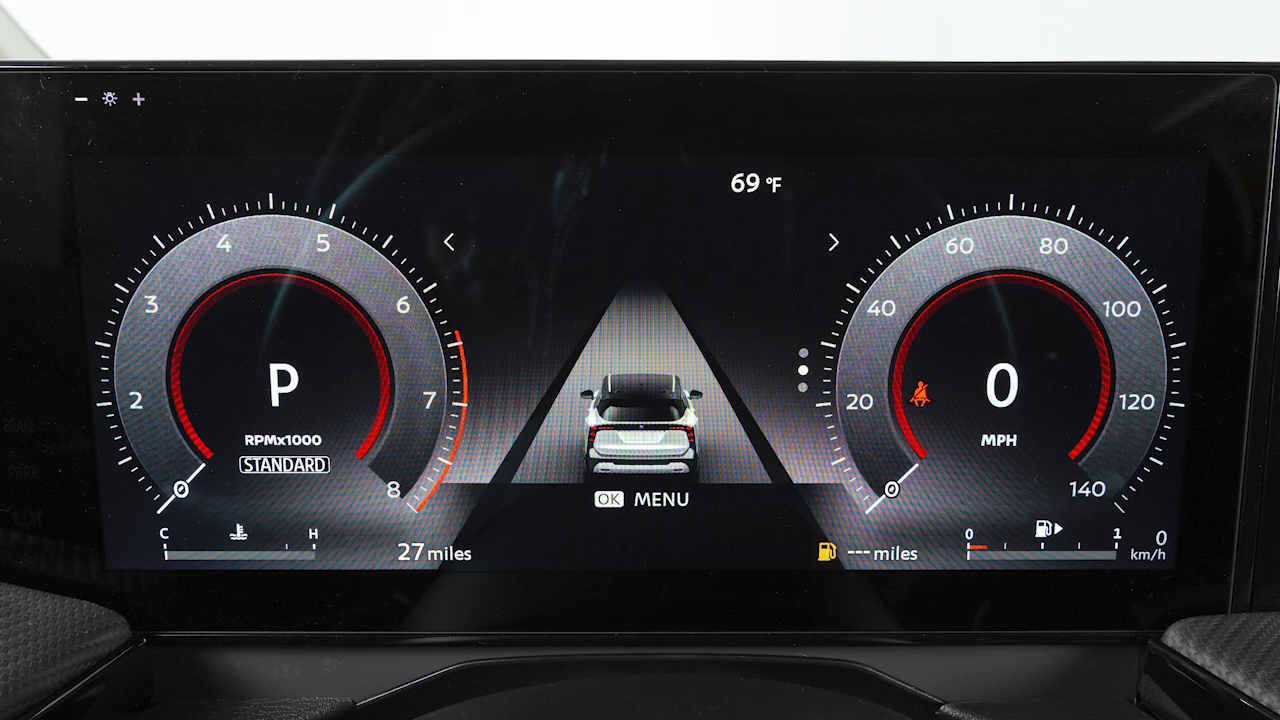 69 °F
4 5
3 6
2 7
0 8
P
RPMx1000
STANDARD
60 80
40 100
20 120
0 140
0
MPH
OK MENU
C H
27 miles
--- miles
0 1
0
km/h